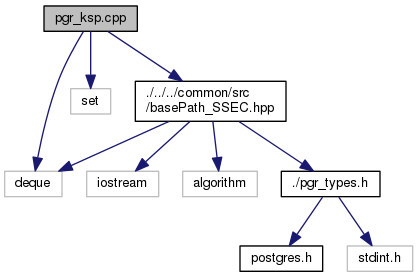 pgr_ksp.cpp
set
./../../common/src
/basePath_SSEC.hpp
deque
iostream
algorithm
./pgr_types.h
postgres.h
stdint.h